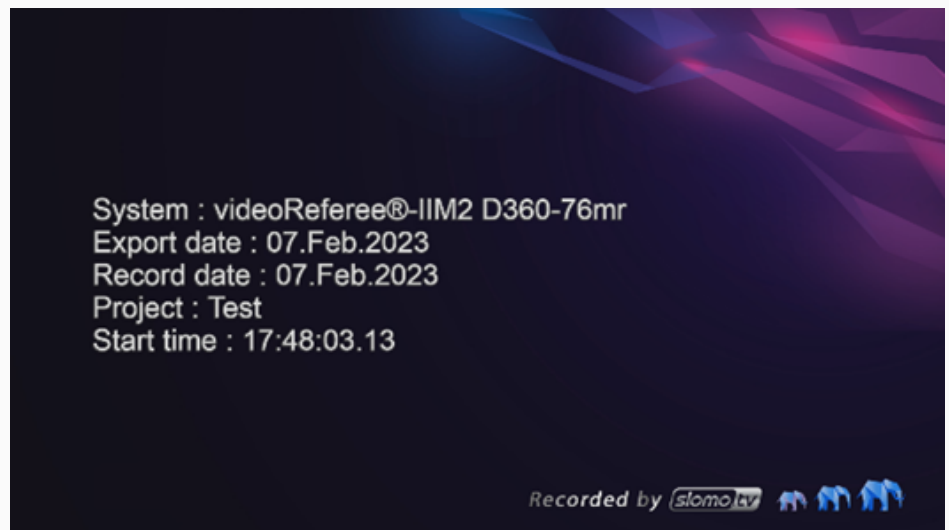 System : videoReferee®-IIM2 D360-76mr
Export date : 07.Feb.2023
Record date : 07.Feb.2023
Project : Test
Start time : 17:48:03.13
Recorded by slomo.tv